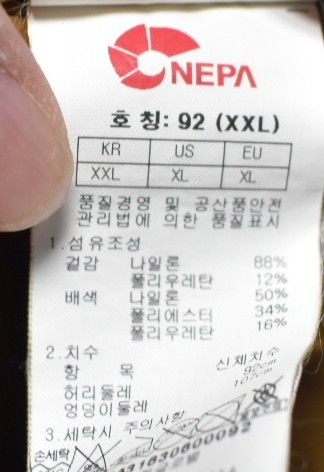 NEPA
호 칭: 92 (XXL)
KR US EU
XXL XL XL
품질경영 및 공산품안전
관리법에 의한 품질표시
1.섬유조성
겉감 나일론 88%
폴리우레탄 12%
배색 나일론 50%
폴리에스터 34%
폴리우레탄 16%
2.치수
항 목 신체치수
허리둘레 92cm
엉덩이둘레
3.세탁시 주의사항
손세탁